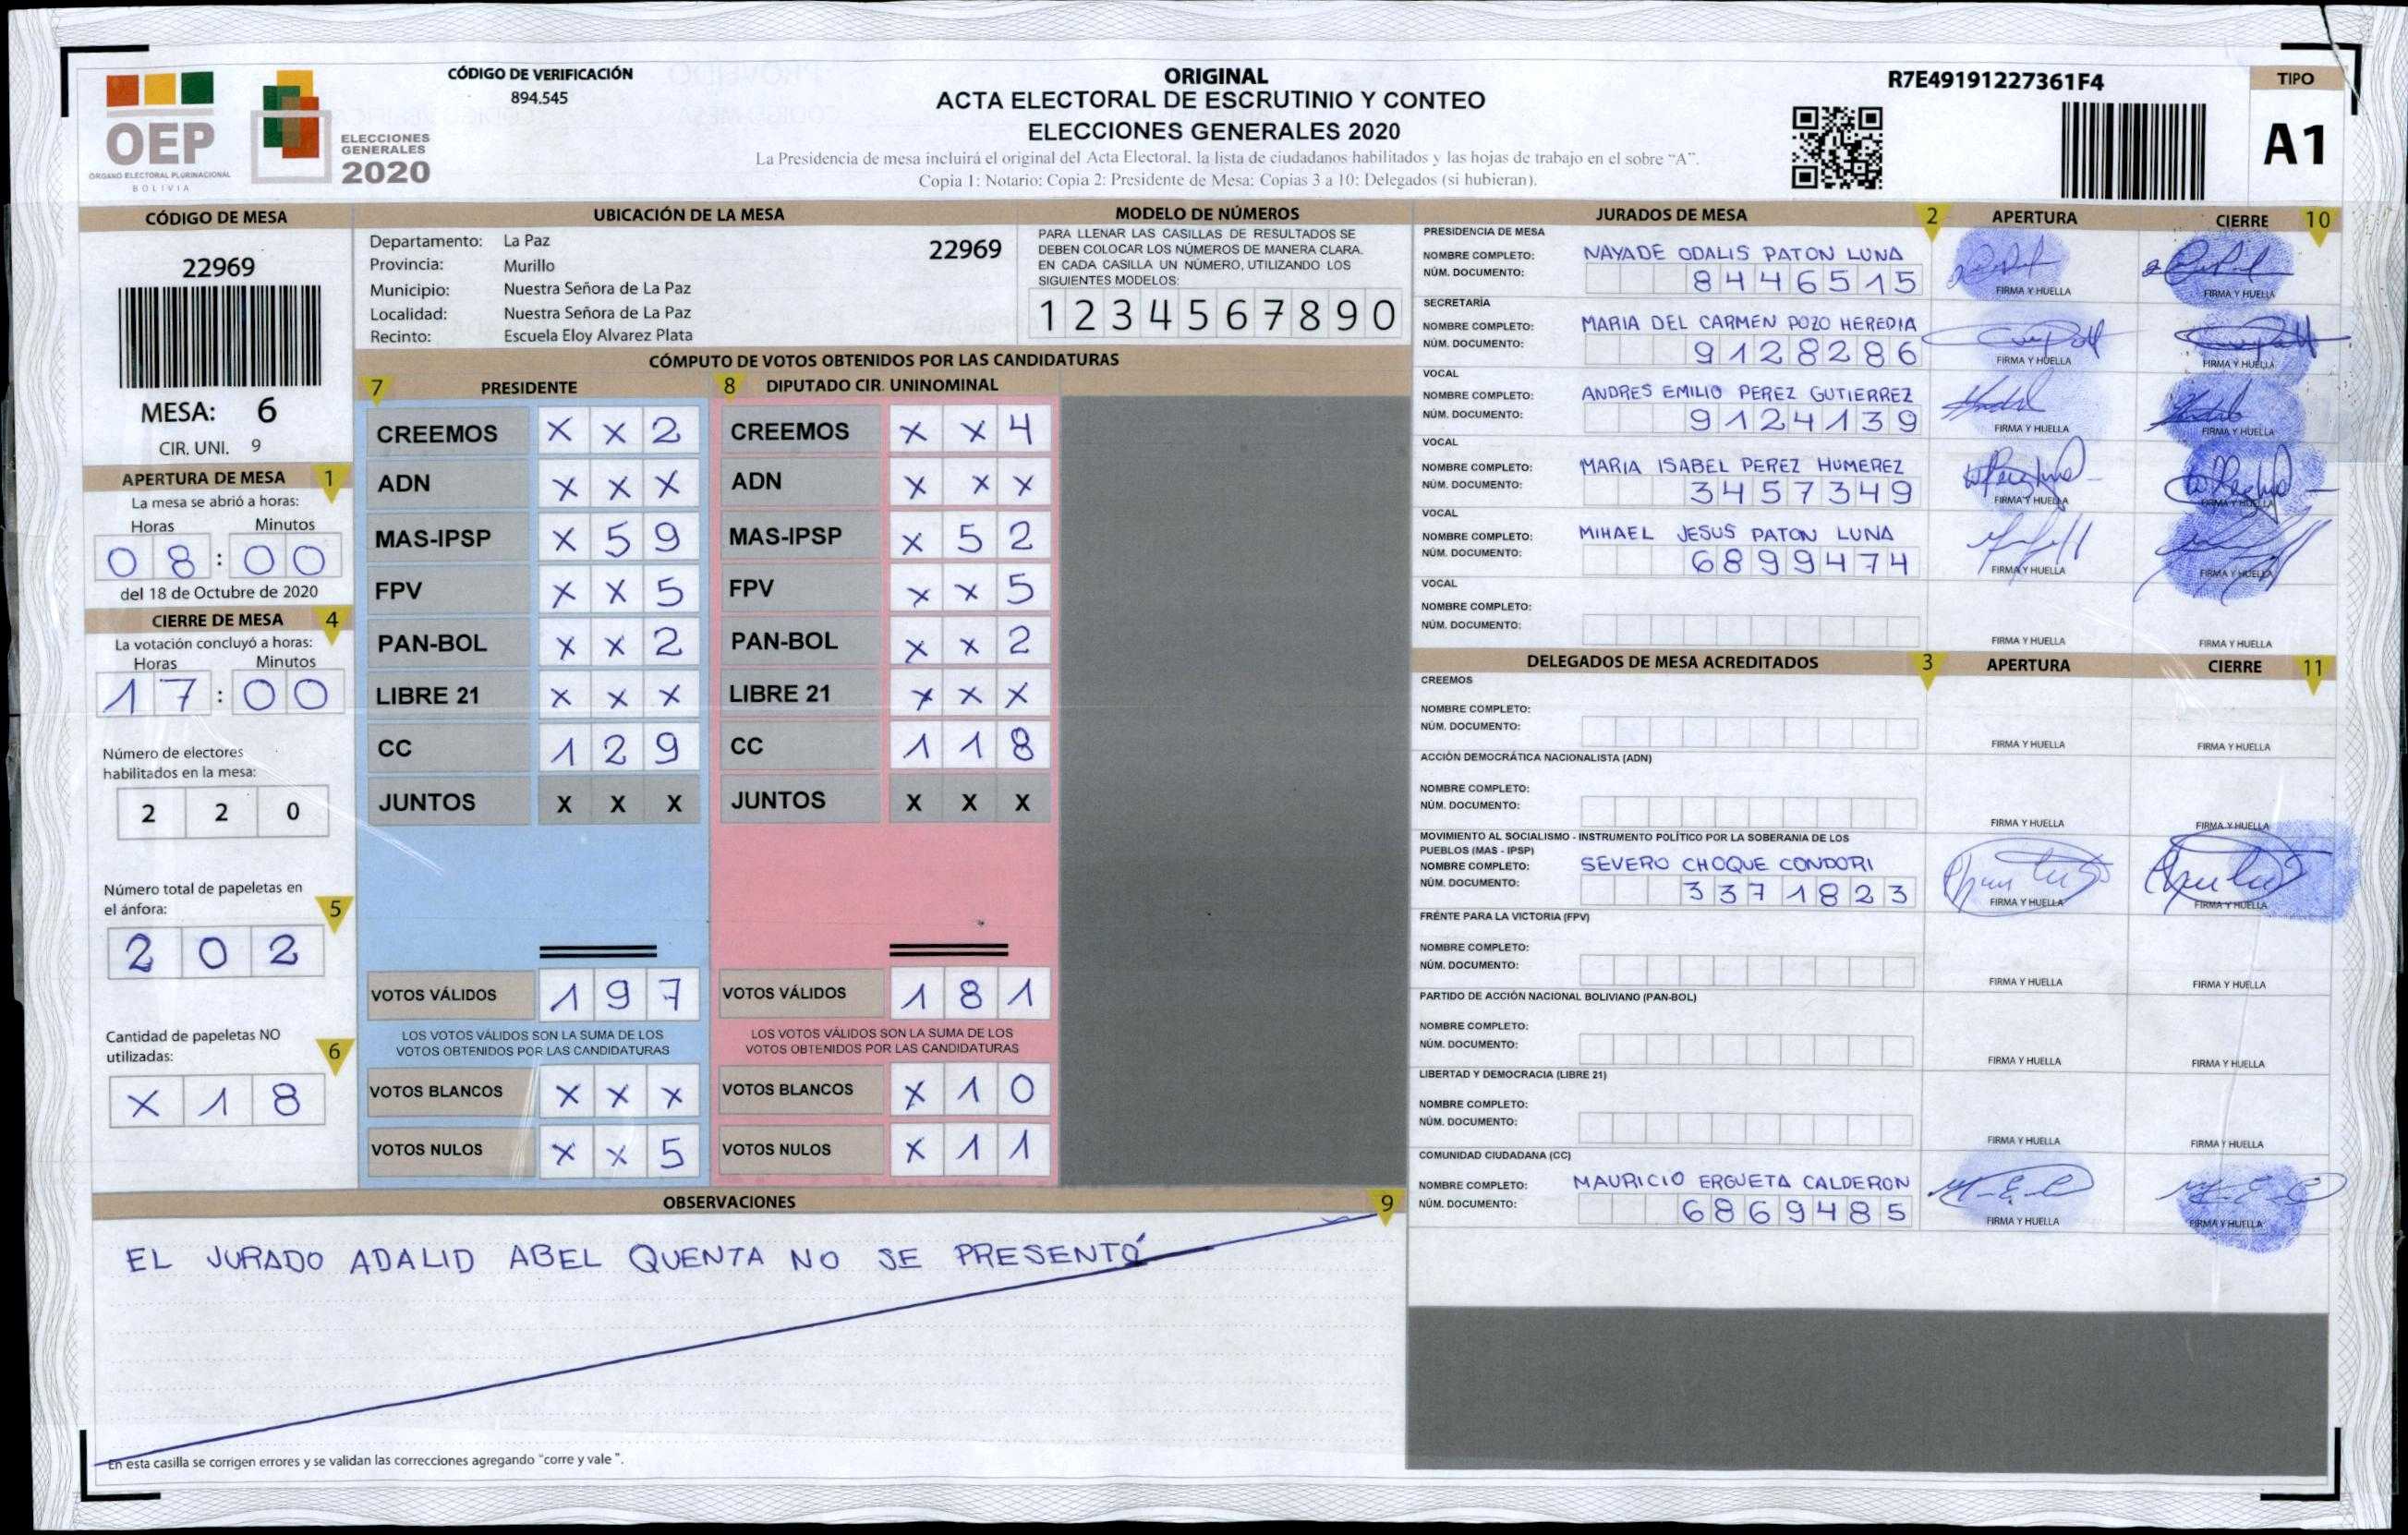 OEP
ÓRGANO ELECTORAL PLURINACIONAL
BOLIVIA
ELECCIONES
GENERALES
2020
CÓDIGO DE VERIFICACIÓN
894.545
ORIGINAL
ACTA ELECTORAL DE ESCRUTINIO Y CONTEO
ELECCIONES GENERALES 2020
La Presidencia de mesa incluirá el original del Acta Electoral, la lista de ciudadanos habilitados y las hojas de trabajo en el sobre "A".
Copia 1: Notario; Copia 2: Presidente de Mesa; Copias 3 a 10: Delegados (si hubieran).
R7E49191227361F4
TIPO
A1
CÓDIGO DE MESA
22969
MESA: 6
CIR. UNI. 9
APERTURA DE MESA 1
La mesa se abrió a horas:
Horas Minutos
08:00
del 18 de Octubre de 2020
CIERRE DE MESA 4
La votación concluyó a horas:
Horas Minutos
17:00
Número de electores
habilitados en la mesa:
2 2 0
Número total de papeletas en
el ánfora: 5
2 0 2
Cantidad de papeletas NO
utilizadas: 6
X 1 8
UBICACIÓN DE LA MESA
Departamento: La Paz 22969
Provincia: Murillo
Municipio: Nuestra Señora de La Paz
Localidad: Nuestra Señora de La Paz
Recinto: Escuela Eloy Alvarez Plata
MODELO DE NÚMEROS
PARA LLENAR LAS CASILLAS DE RESULTADOS SE
DEBEN COLOCAR LOS NÚMEROS DE MANERA CLARA.
EN CADA CASILLA UN NÚMERO, UTILIZANDO LOS
SIGUIENTES MODELOS:
1 2 3 4 5 6 7 8 9 0
CÓMPUTO DE VOTOS OBTENIDOS POR LAS CANDIDATURAS
7 PRESIDENTE 8 DIPUTADO CIR. UNINOMINAL
CREEMOS X X 2 CREEMOS X X 4
ADN X X X ADN X X X
MAS-IPSP X 5 9 MAS-IPSP X 5 2
FPV X X 5 FPV X X 5
PAN-BOL X X 2 PAN-BOL X X 2
LIBRE 21 X X X LIBRE 21 X X X
CC 1 2 9 CC 1 1 8
JUNTOS X X X JUNTOS X X X
VOTOS VÁLIDOS 1 9 7 VOTOS VÁLIDOS 1 8 1
LOS VOTOS VÁLIDOS SON LA SUMA DE LOS LOS VOTOS VÁLIDOS SON LA SUMA DE LOS
VOTOS OBTENIDOS POR LAS CANDIDATURAS VOTOS OBTENIDOS POR LAS CANDIDATURAS
VOTOS BLANCOS X X X VOTOS BLANCOS X 1 0
VOTOS NULOS X X 5 VOTOS NULOS X 1 1
OBSERVACIONES 9
EL JURADO ADALID ABEL QUENTA NO SE PRESENTÓ
En esta casilla se corrigen errores y se validan las correcciones agregando "corre y vale".
JURADOS DE MESA 2 APERTURA CIERRE 10
PRESIDENCIA DE MESA
NOMBRE COMPLETO: NAYADE ODALIS PATON LUNA
NÚM. DOCUMENTO: 8446515
FIRMA Y HUELLA FIRMA Y HUELLA
SECRETARÍA
NOMBRE COMPLETO: MARIA DEL CARMEN POZO HEREDIA
NÚM. DOCUMENTO: 9128286
FIRMA Y HUELLA FIRMA Y HUELLA
VOCAL
NOMBRE COMPLETO: ANDRES EMILIO PEREZ GUTIERREZ
NÚM. DOCUMENTO: 9124139
FIRMA Y HUELLA FIRMA Y HUELLA
VOCAL
NOMBRE COMPLETO: MARIA ISABEL PEREZ HUMEREZ
NÚM. DOCUMENTO: 3457349
FIRMA Y HUELLA FIRMA Y HUELLA
VOCAL
NOMBRE COMPLETO: MIHAEL JESUS PATON LUNA
NÚM. DOCUMENTO: 6899474
FIRMA Y HUELLA FIRMA Y HUELLA
VOCAL
NOMBRE COMPLETO:
NÚM. DOCUMENTO:
FIRMA Y HUELLA FIRMA Y HUELLA
DELEGADOS DE MESA ACREDITADOS 3 APERTURA CIERRE 11
CREEMOS
NOMBRE COMPLETO:
NÚM. DOCUMENTO:
FIRMA Y HUELLA FIRMA Y HUELLA
ACCIÓN DEMOCRÁTICA NACIONALISTA (ADN)
NOMBRE COMPLETO:
NÚM. DOCUMENTO:
FIRMA Y HUELLA FIRMA Y HUELLA
MOVIMIENTO AL SOCIALISMO - INSTRUMENTO POLÍTICO POR LA SOBERANIA DE LOS
PUEBLOS (MAS - IPSP)
NOMBRE COMPLETO: SEVERO CHOQUE CONDORI
NÚM. DOCUMENTO: 3371823
FIRMA Y HUELLA FIRMA Y HUELLA
FRENTE PARA LA VICTORIA (FPV)
NOMBRE COMPLETO:
NÚM. DOCUMENTO:
FIRMA Y HUELLA FIRMA Y HUELLA
PARTIDO DE ACCIÓN NACIONAL BOLIVIANO (PAN-BOL)
NOMBRE COMPLETO:
NÚM. DOCUMENTO:
FIRMA Y HUELLA FIRMA Y HUELLA
LIBERTAD Y DEMOCRACIA (LIBRE 21)
NOMBRE COMPLETO:
NÚM. DOCUMENTO:
FIRMA Y HUELLA FIRMA Y HUELLA
COMUNIDAD CIUDADANA (CC)
NOMBRE COMPLETO: MAURICIO ERGUETA CALDERON
NÚM. DOCUMENTO: 6869485
FIRMA Y HUELLA FIRMA Y HUELLA